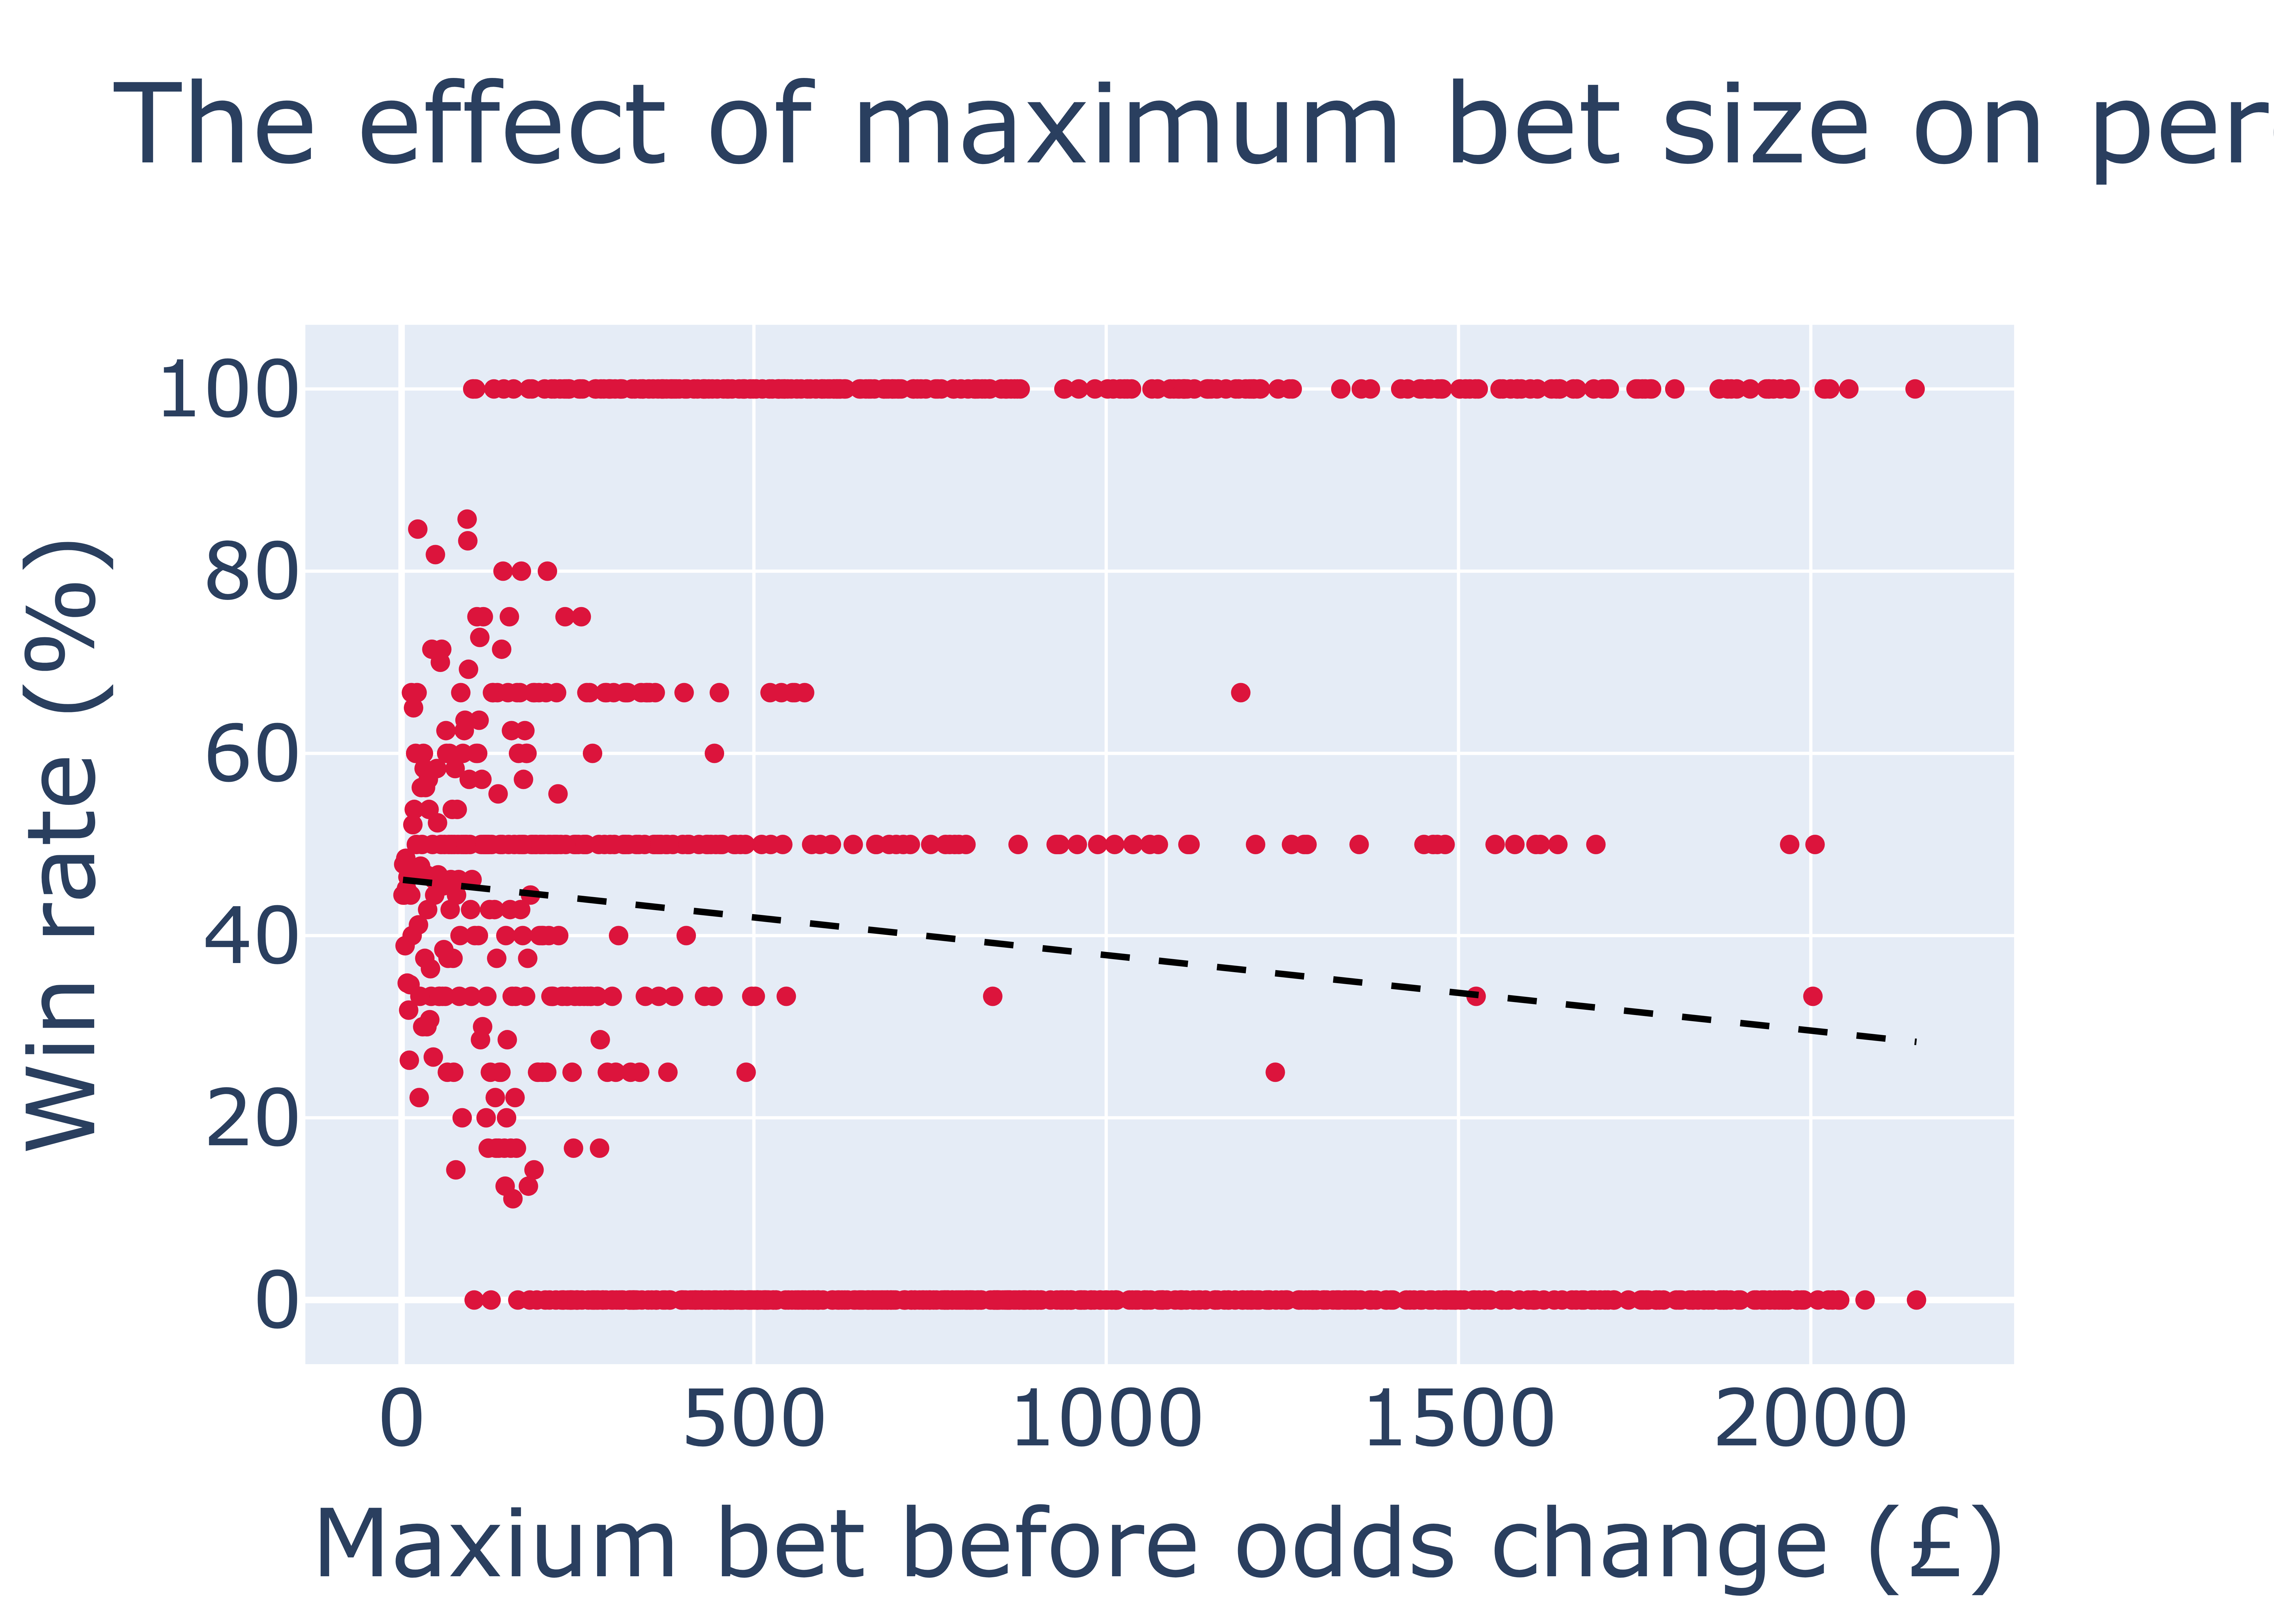 The effect of maximum bet size on per
Win rate (%)
100
80
60
40
20
0
0 500 1000 1500 2000
Maxium bet before odds change (£)